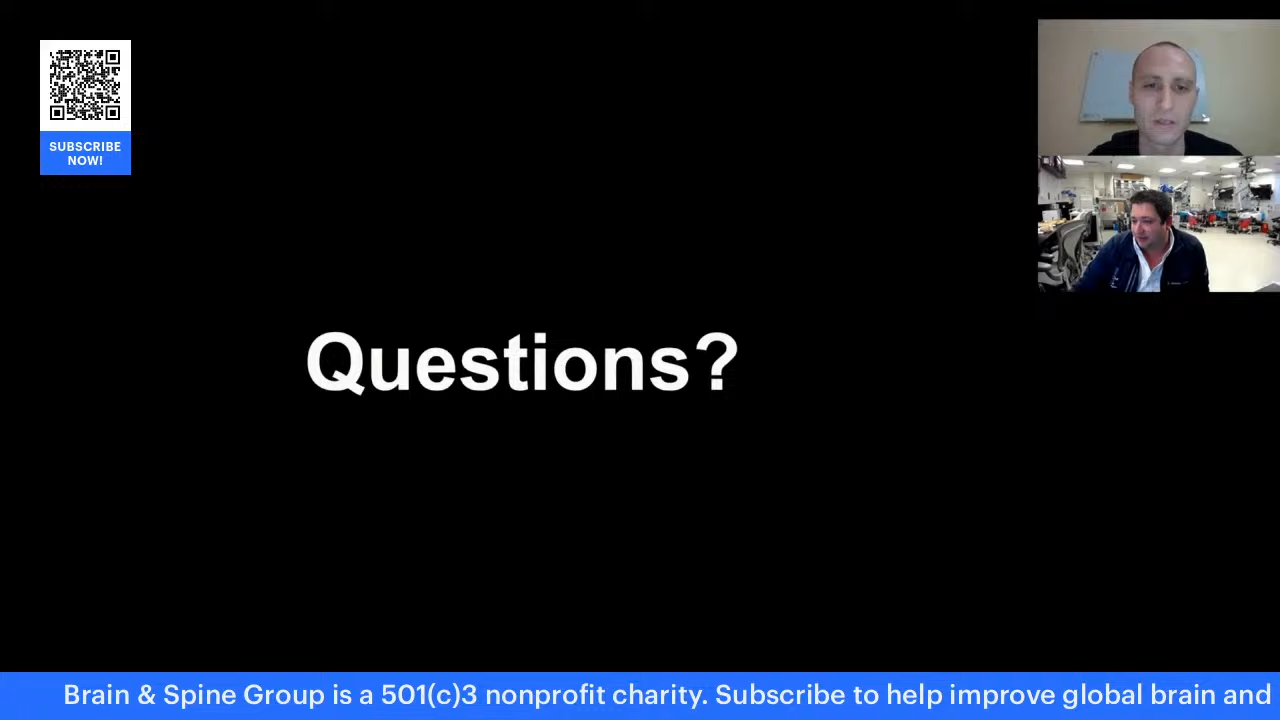 SUBSCRIBE
NOW!
Questions?
Brain & Spine Group is a 501(c)3 nonprofit charity. Subscribe to help improve global brain and